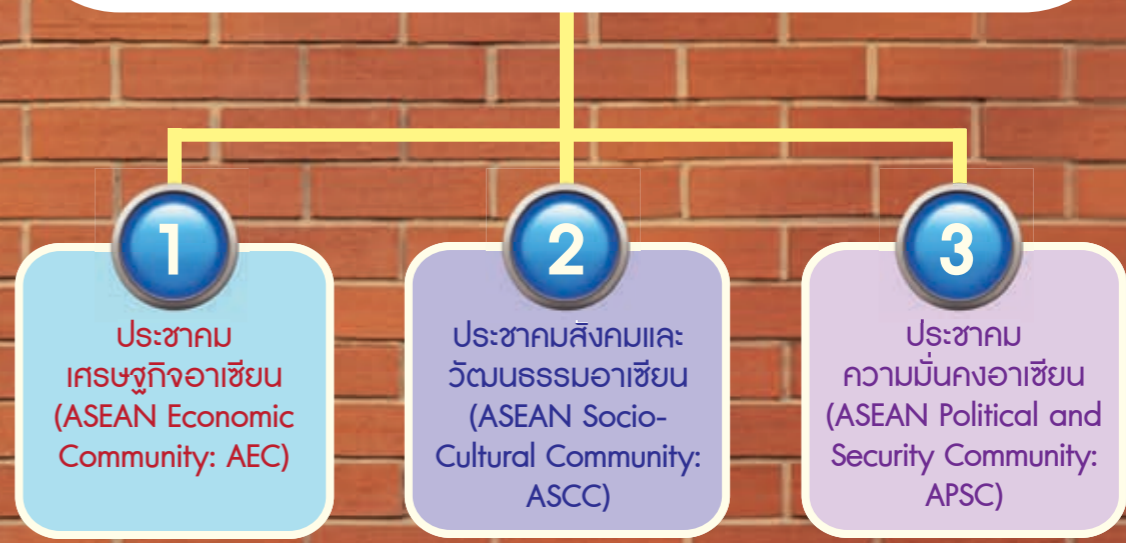 1
ประชาคม
เศรษฐกิจอาเซียน
(ASEAN Economic
Community: AEC)
2
ประชาคมสังคมและ
วัฒนธรรมอาเซียน
(ASEAN Socio-
Cultural Community:
ASCC)
3
ประชาคม
ความมั่นคงอาเซียน
(ASEAN Political and
Security Community:
APSC)